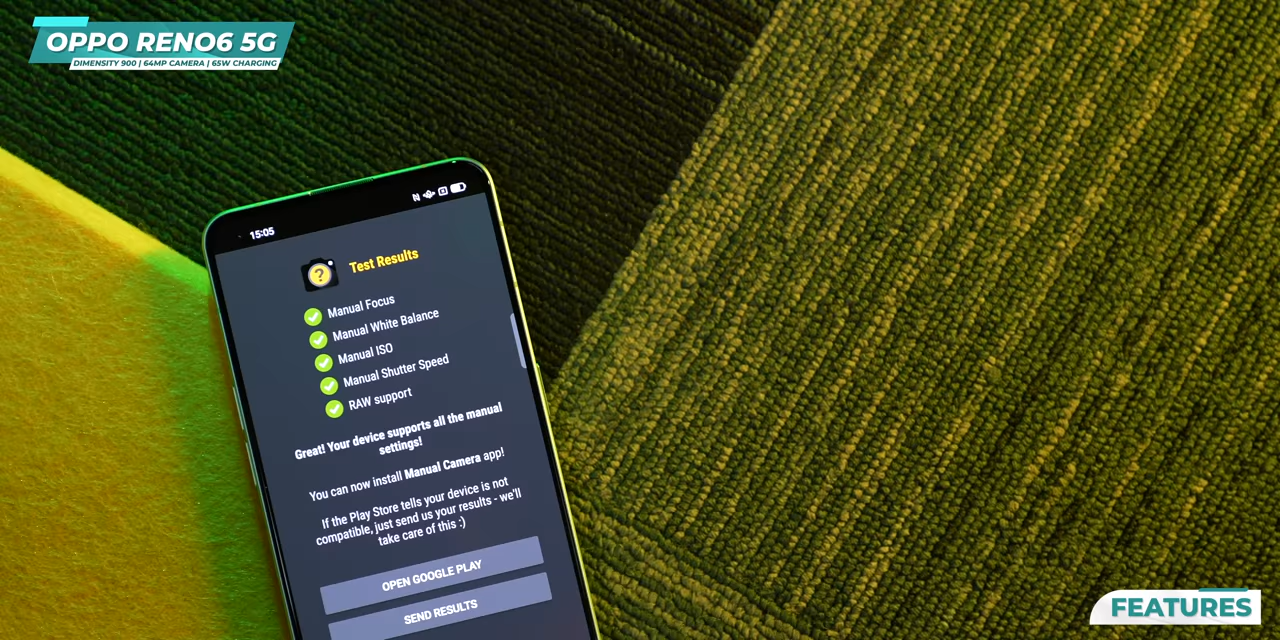 OPPO RENO6 5G
DIMENSITY 900 | 64MP CAMERA | 65W CHARGING
15:05
?
Test Results
Manual Focus
Manual White Balance
Manual ISO
Manual Shutter Speed
RAW support
Great! Your device supports all the manual
settings!
You can now install Manual Camera app!
If the Play Store tells your device is not
compatible, just send us your results - we'll
take care of this :)
OPEN GOOGLE PLAY
SEND RESULTS
FEATURES